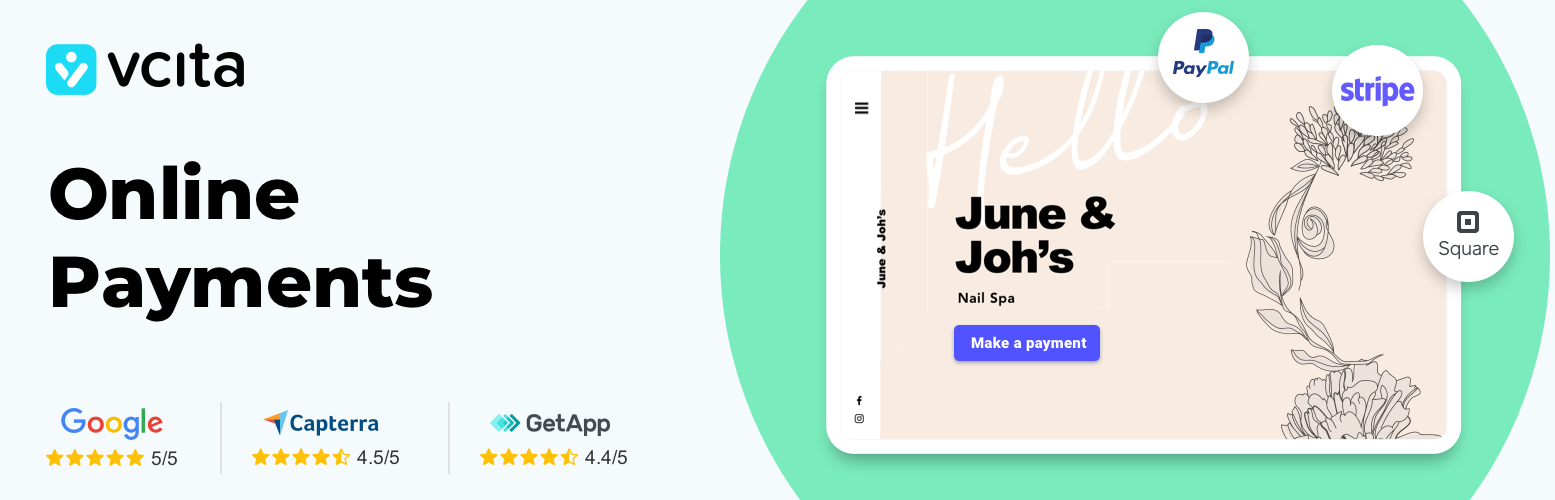 vcita
Online
Payments
Google
5/5
Capterra
4.5/5
GetApp
4.4/5
PayPal
stripe
Square
Hello
June & Joh's
June &
Joh’s
Nail Spa
Make a payment
f